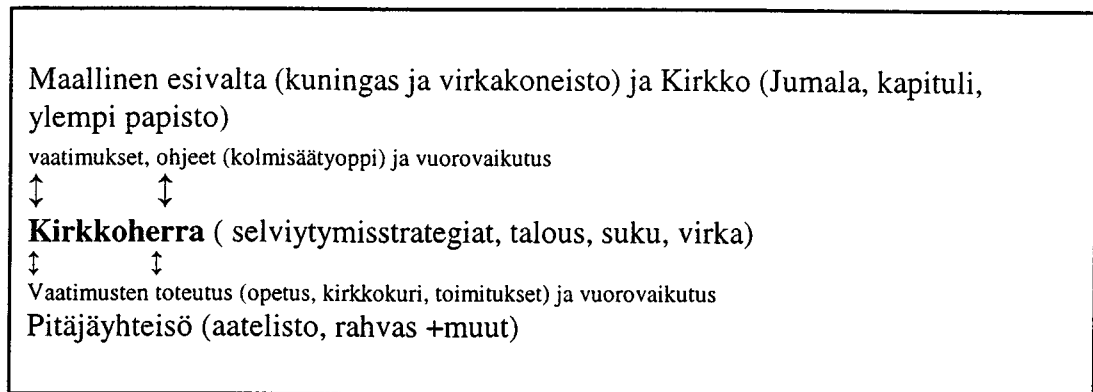 Maallinen esivalta (kuningas ja virkakoneisto) ja Kirkko (Jumala, kapituli,
ylempi papisto)
vaatimukset, ohjeet (kolmisäätyoppi) ja vuorovaikutus
↕ ↕
Kirkkoherra ( selviytymisstrategiat, talous, suku, virka)
↕ ↕
Vaatimusten toteutus (opetus, kirkkokuri, toimitukset) ja vuorovaikutus
Pitäjäyhteisö (aatelisto, rahvas +muut)